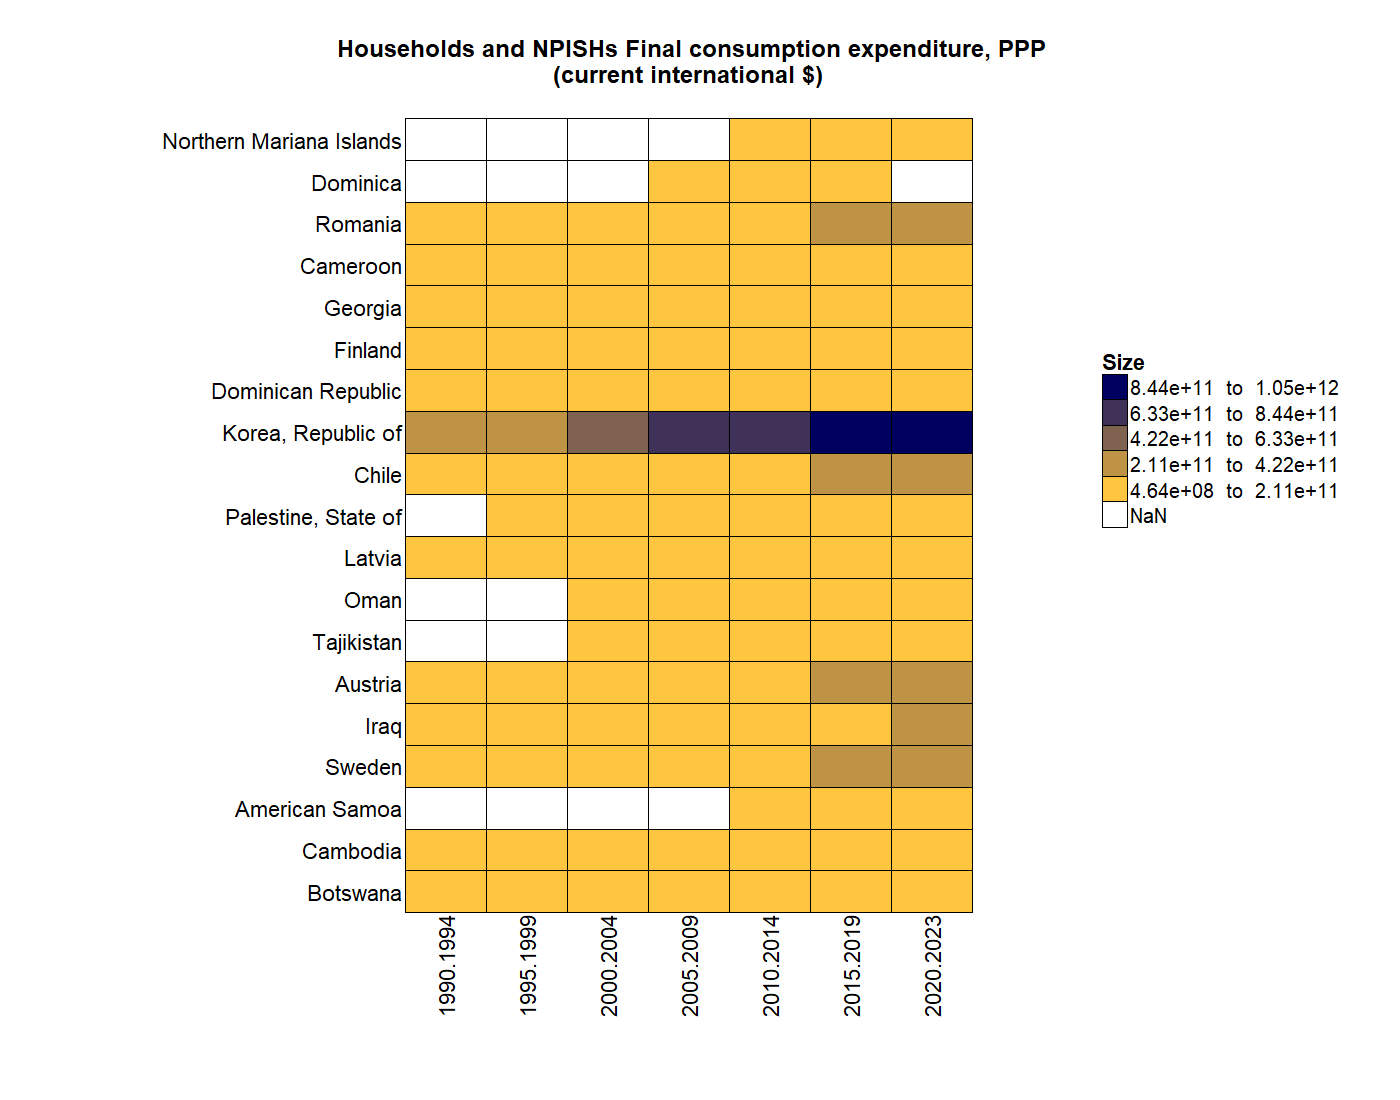 Households and NPISHs Final consumption expenditure, PPP
(current international $)
Northern Mariana Islands
Dominica
Romania
Cameroon
Georgia
Finland
Dominican Republic
Korea, Republic of
Chile
Palestine, State of
Latvia
Oman
Tajikistan
Austria
Iraq
Sweden
American Samoa
Cambodia
Botswana
1990.1994
1995.1999
2000.2004
2005.2009
2010.2014
2015.2019
2020.2023
Size
8.44e+11 to 1.05e+12
6.33e+11 to 8.44e+11
4.22e+11 to 6.33e+11
2.11e+11 to 4.22e+11
4.64e+08 to 2.11e+11
NaN